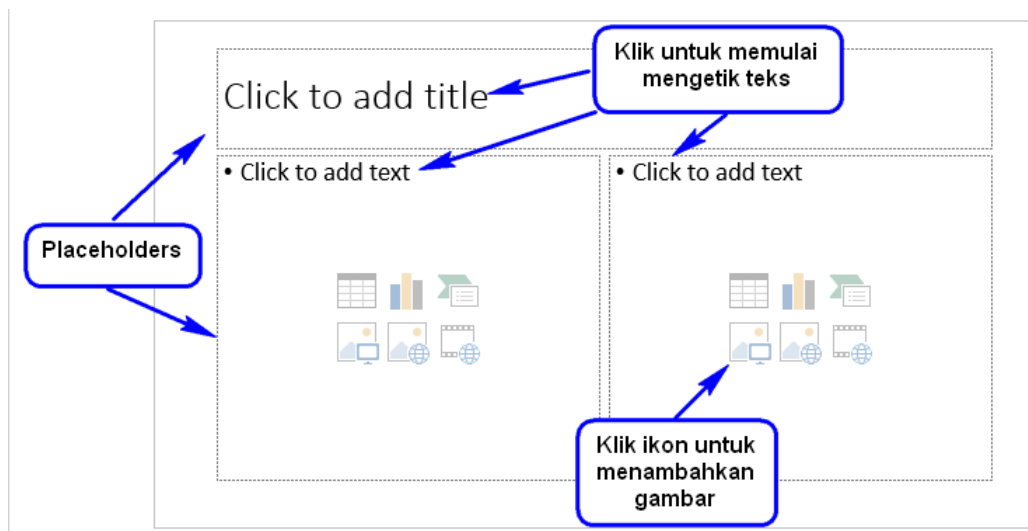 Klik untuk memulai
mengetik teks
Click to add title
• Click to add text
• Click to add text
Placeholders
Klik ikon untuk
menambahkan
gambar